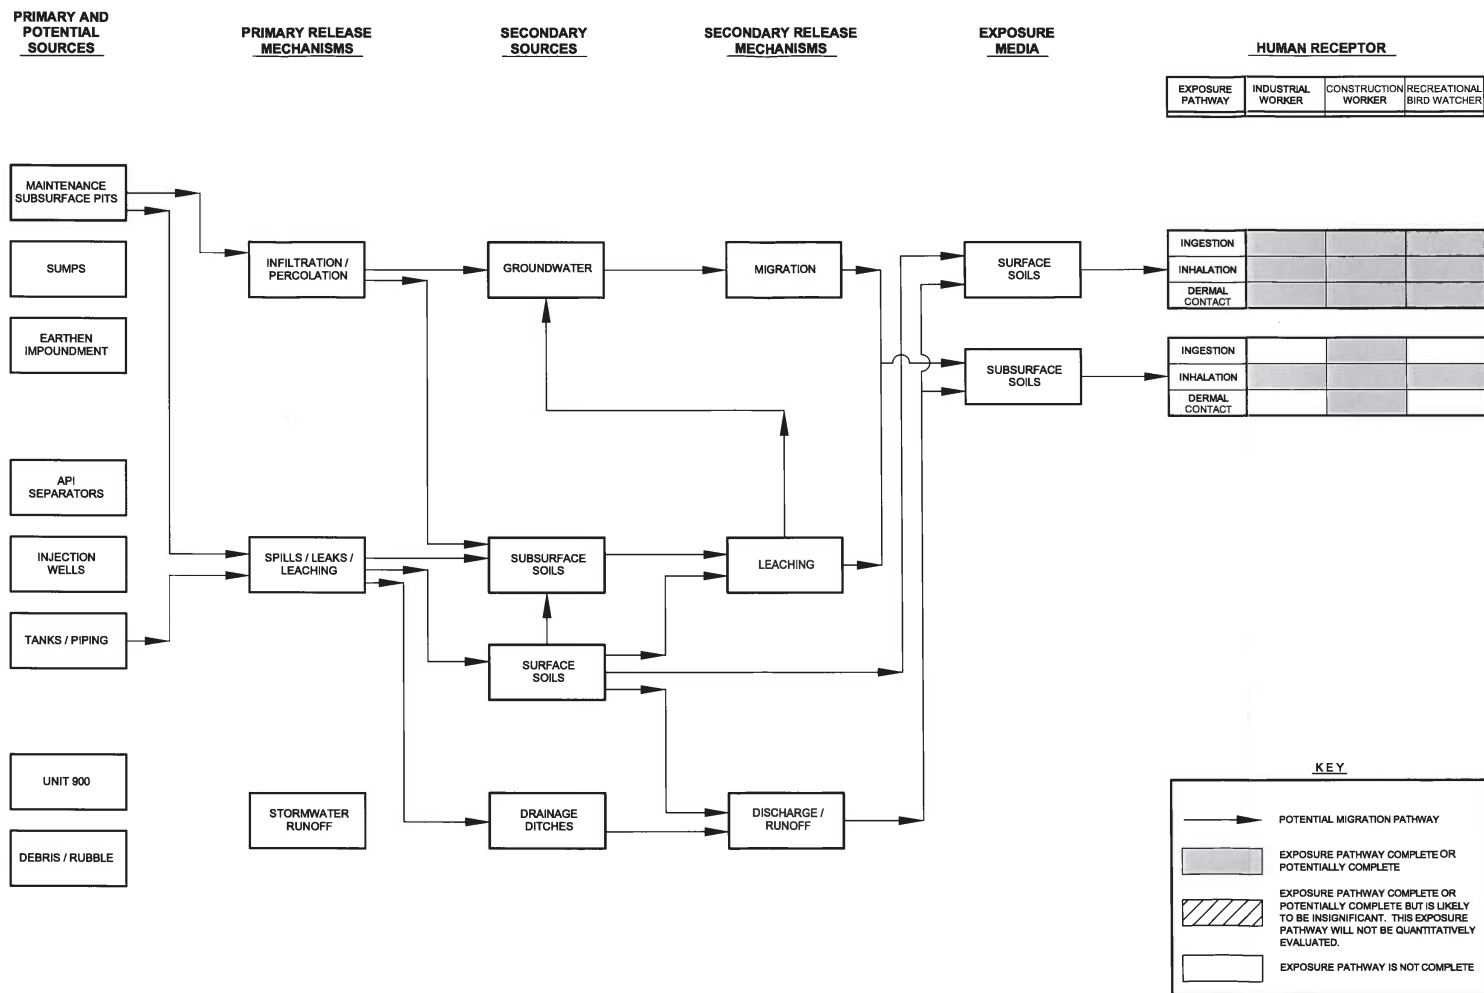 PRIMARY AND
POTENTIAL
SOURCES
PRIMARY RELEASE
MECHANISMS
SECONDARY
SOURCES
SECONDARY RELEASE
MECHANISMS
EXPOSURE
MEDIA
HUMAN RECEPTOR
EXPOSURE
PATHWAY
INDUSTRIAL
WORKER
CONSTRUCTION
WORKER
RECREATIONAL
BIRD WATCHER
MAINTENANCE
SUBSURFACE PITS
SUMPS
EARTHEN
IMPOUNDMENT
API
SEPARATORS
INJECTION
WELLS
TANKS / PIPING
UNIT 900
DEBRIS / RUBBLE
INFILTRATION /
PERCOLATION
SPILLS / LEAKS /
LEACHING
STORMWATER
RUNOFF
GROUNDWATER
SUBSURFACE
SOILS
SURFACE
SOILS
DRAINAGE
DITCHES
MIGRATION
LEACHING
DISCHARGE /
RUNOFF
SURFACE
SOILS
SUBSURFACE
SOILS
INGESTION
INHALATION
DERMAL
CONTACT
INGESTION
INHALATION
DERMAL
CONTACT
KEY
POTENTIAL MIGRATION PATHWAY
EXPOSURE PATHWAY COMPLETE OR
POTENTIALLY COMPLETE
EXPOSURE PATHWAY COMPLETE OR
POTENTIALLY COMPLETE BUT IS LIKELY
TO BE INSIGNIFICANT. THIS EXPOSURE
PATHWAY WILL NOT BE QUANTITATIVELY
EVALUATED.
EXPOSURE PATHWAY IS NOT COMPLETE